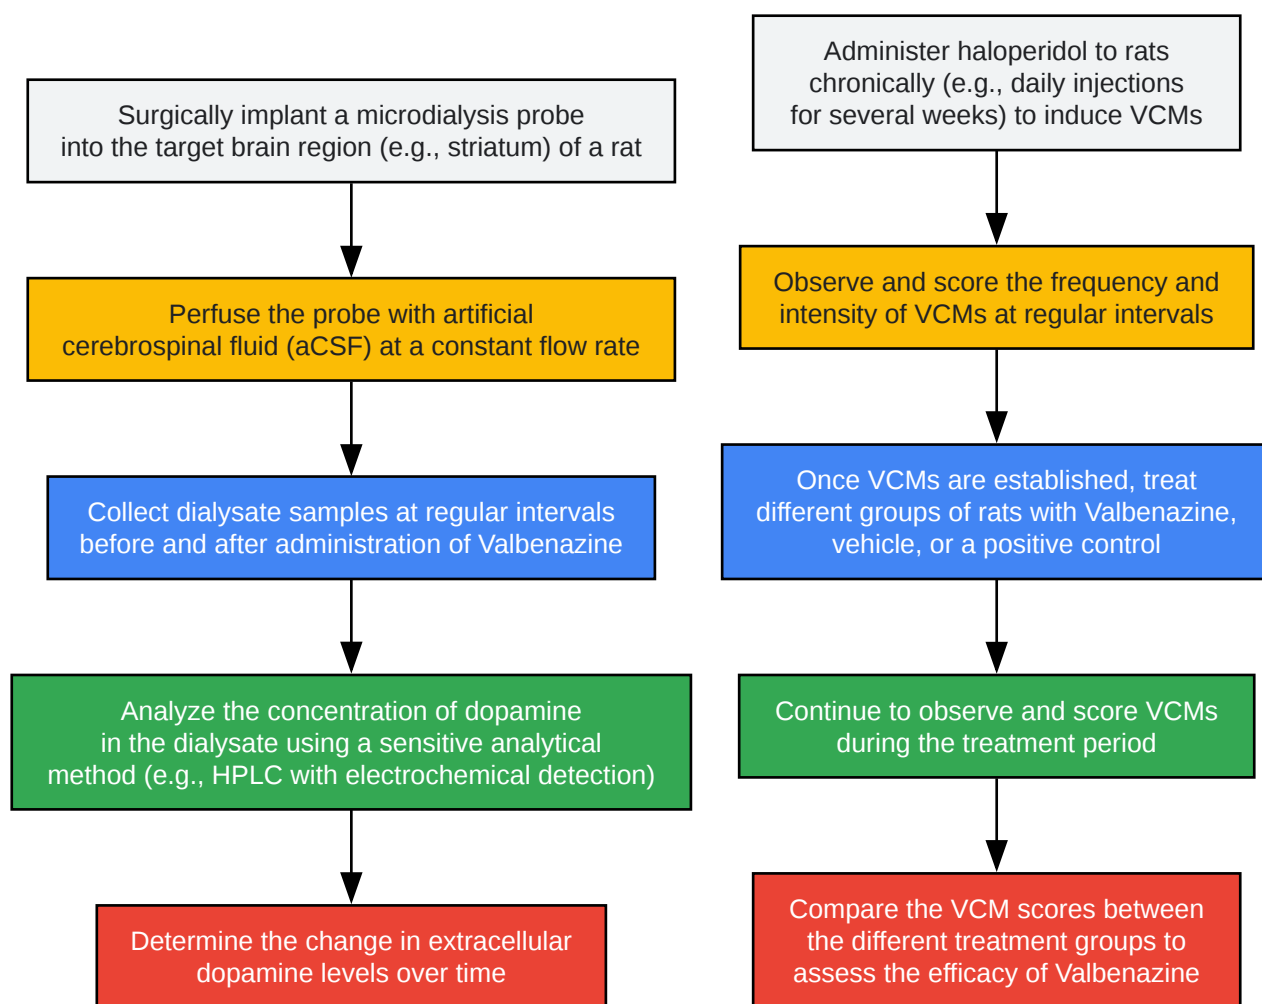 Surgically implant a microdialysis probe
into the target brain region (e.g., striatum) of a rat
Perfuse the probe with artificial
cerebrospinal fluid (aCSF) at a constant flow rate
Collect dialysate samples at regular intervals
before and after administration of Valbenazine
Analyze the concentration of dopamine
in the dialysate using a sensitive analytical
method (e.g., HPLC with electrochemical detection)
Determine the change in extracellular
dopamine levels over time
Administer haloperidol to rats
chronically (e.g., daily injections
for several weeks) to induce VCMs
Observe and score the frequency and
intensity of VCMs at regular intervals
Once VCMs are established, treat
different groups of rats with Valbenazine,
vehicle, or a positive control
Continue to observe and score VCMs
during the treatment period
Compare the VCM scores between
the different treatment groups to
assess the efficacy of Valbenazine